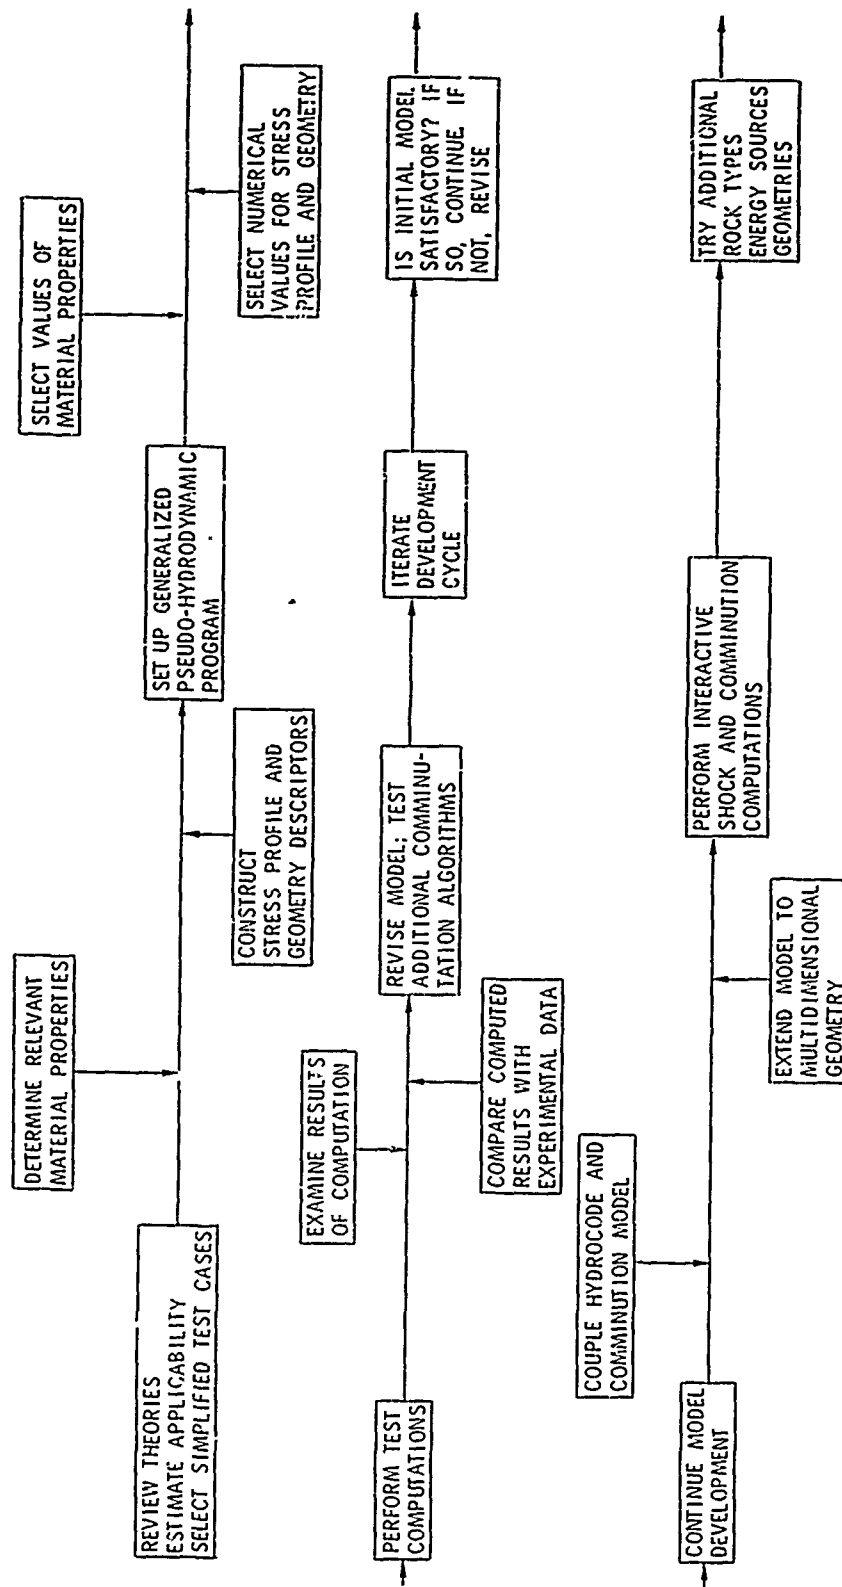 REVIEW THEORIES
ESTIMATE APPLICABILITY
SELECT SIMPLIFIED TEST CASES
DETERMINE RELEVANT
MATERIAL PROPERTIES
CONSTRUCT
STRESS PROFILE AND
GEOMETRY DESCRIPTORS
SET UP GENERALIZED
PSEUDO-HYDRODYNAMIC
PROGRAM
SELECT VALUES OF
MATERIAL PROPERTIES
SELECT NUMERICAL
VALUES FOR STRESS
PROFILE AND GEOMETRY
PERFORM TEST
COMPUTATIONS
EXAMINE RESULTS
OF COMPUTATION
COMPARE COMPUTED
RESULTS WITH
EXPERIMENTAL DATA
REVISE MODEL; TEST
ADDITIONAL COMMINU-
TATION ALGORITHMS
ITERATE
DEVELOPMENT
CYCLE
IS INITIAL MODEL
SATISFACTORY? IF
SO, CONTINUE IF
NOT, REVISE
CONTINUE MODEL
DEVELOPMENT
COUPLE HYDROCODE AND
COMMINUTION MODEL
EXTEND MODEL TO
MULTIDIMENSIONAL
GEOMETRY
PERFORM INTERACTIVE
SHOCK AND COMMINUTION
COMPUTATIONS
TRY ADDITIONAL
ROCK TYPES
ENERGY SOURCES
GEOMETRIES